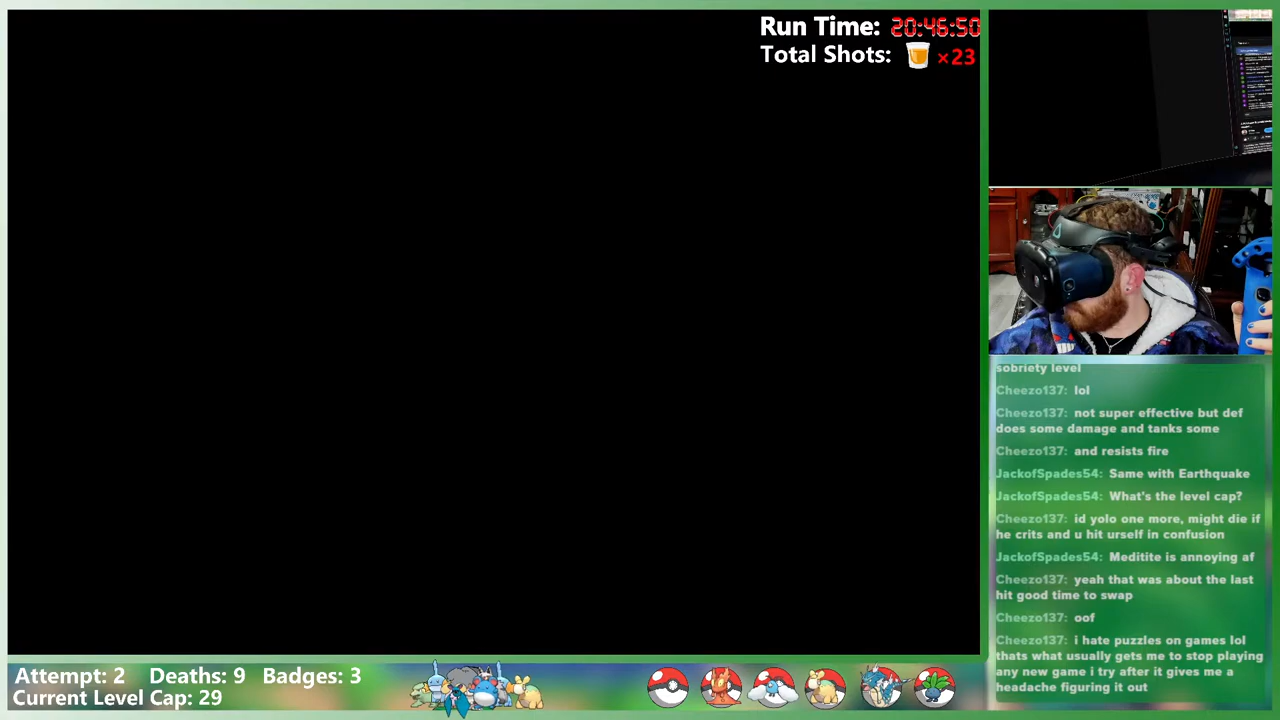 Run Time: 20:46:50
Total Shots: ×23
sobriety level
Cheezo137: lol
Cheezo137: not super effective but def
does some damage and tanks some
Cheezo137: and resists fire
JackofSpades54: Same with Earthquake
JackofSpades54: What's the level cap?
Cheezo137: id yolo one more, might die if
he crits and u hit urself in confusion
JackofSpades54: Meditite is annoying af
Cheezo137: yeah that was about the last
hit good time to swap
Cheezo137: oof
Cheezo137: i hate puzzles on games lol
thats what usually gets me to stop playing
any new game i try after it gives me a
headache figuring it out
Attempt: 2 Deaths: 9 Badges: 3
Current Level Cap: 29